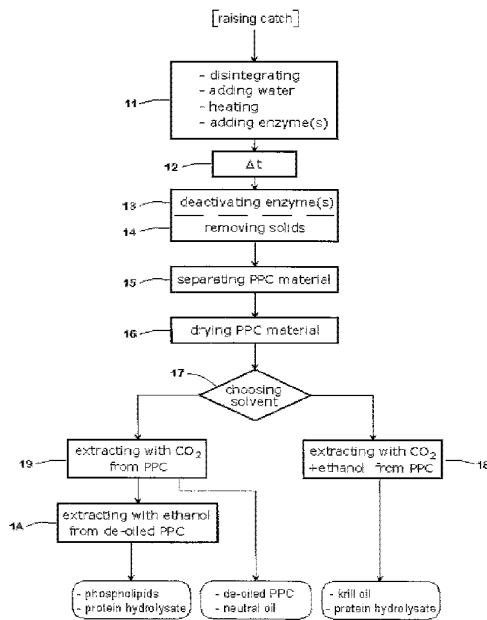 [raising catch]
- disintegrating
- adding water
- heating
- adding enzyme(s)
11
12
Δt
13
deactivating enzyme(s)
14
removing solids
15
separating PPC material
16
drying PPC material
17
choosing
solvent
19
extracting with CO₂
from PPC
extracting with CO₂
+ethanol from PPC
18
1A
extracting with ethanol
from de-oiled PPC
- phospholipids
- protein hydrolysate
- de-oiled PPC
- neutral oil
- krill oil
- protein hydrolysate